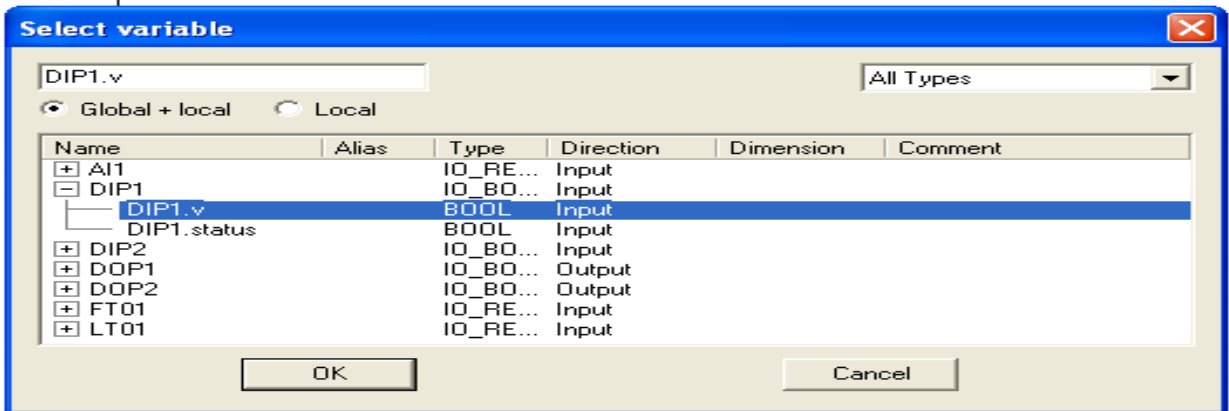 Select variable
DIP1.v All Types
Global + local Local
Name Alias Type Direction Dimension Comment
AI1 IO_RE... Input
DIP1 IO_BO... Input
DIP1.v BOOL Input
DIP1.status BOOL Input
DIP2 IO_BO... Input
DOP1 IO_BO... Output
DOP2 IO_BO... Output
FT01 IO_RE... Input
LT01 IO_RE... Input
OK Cancel